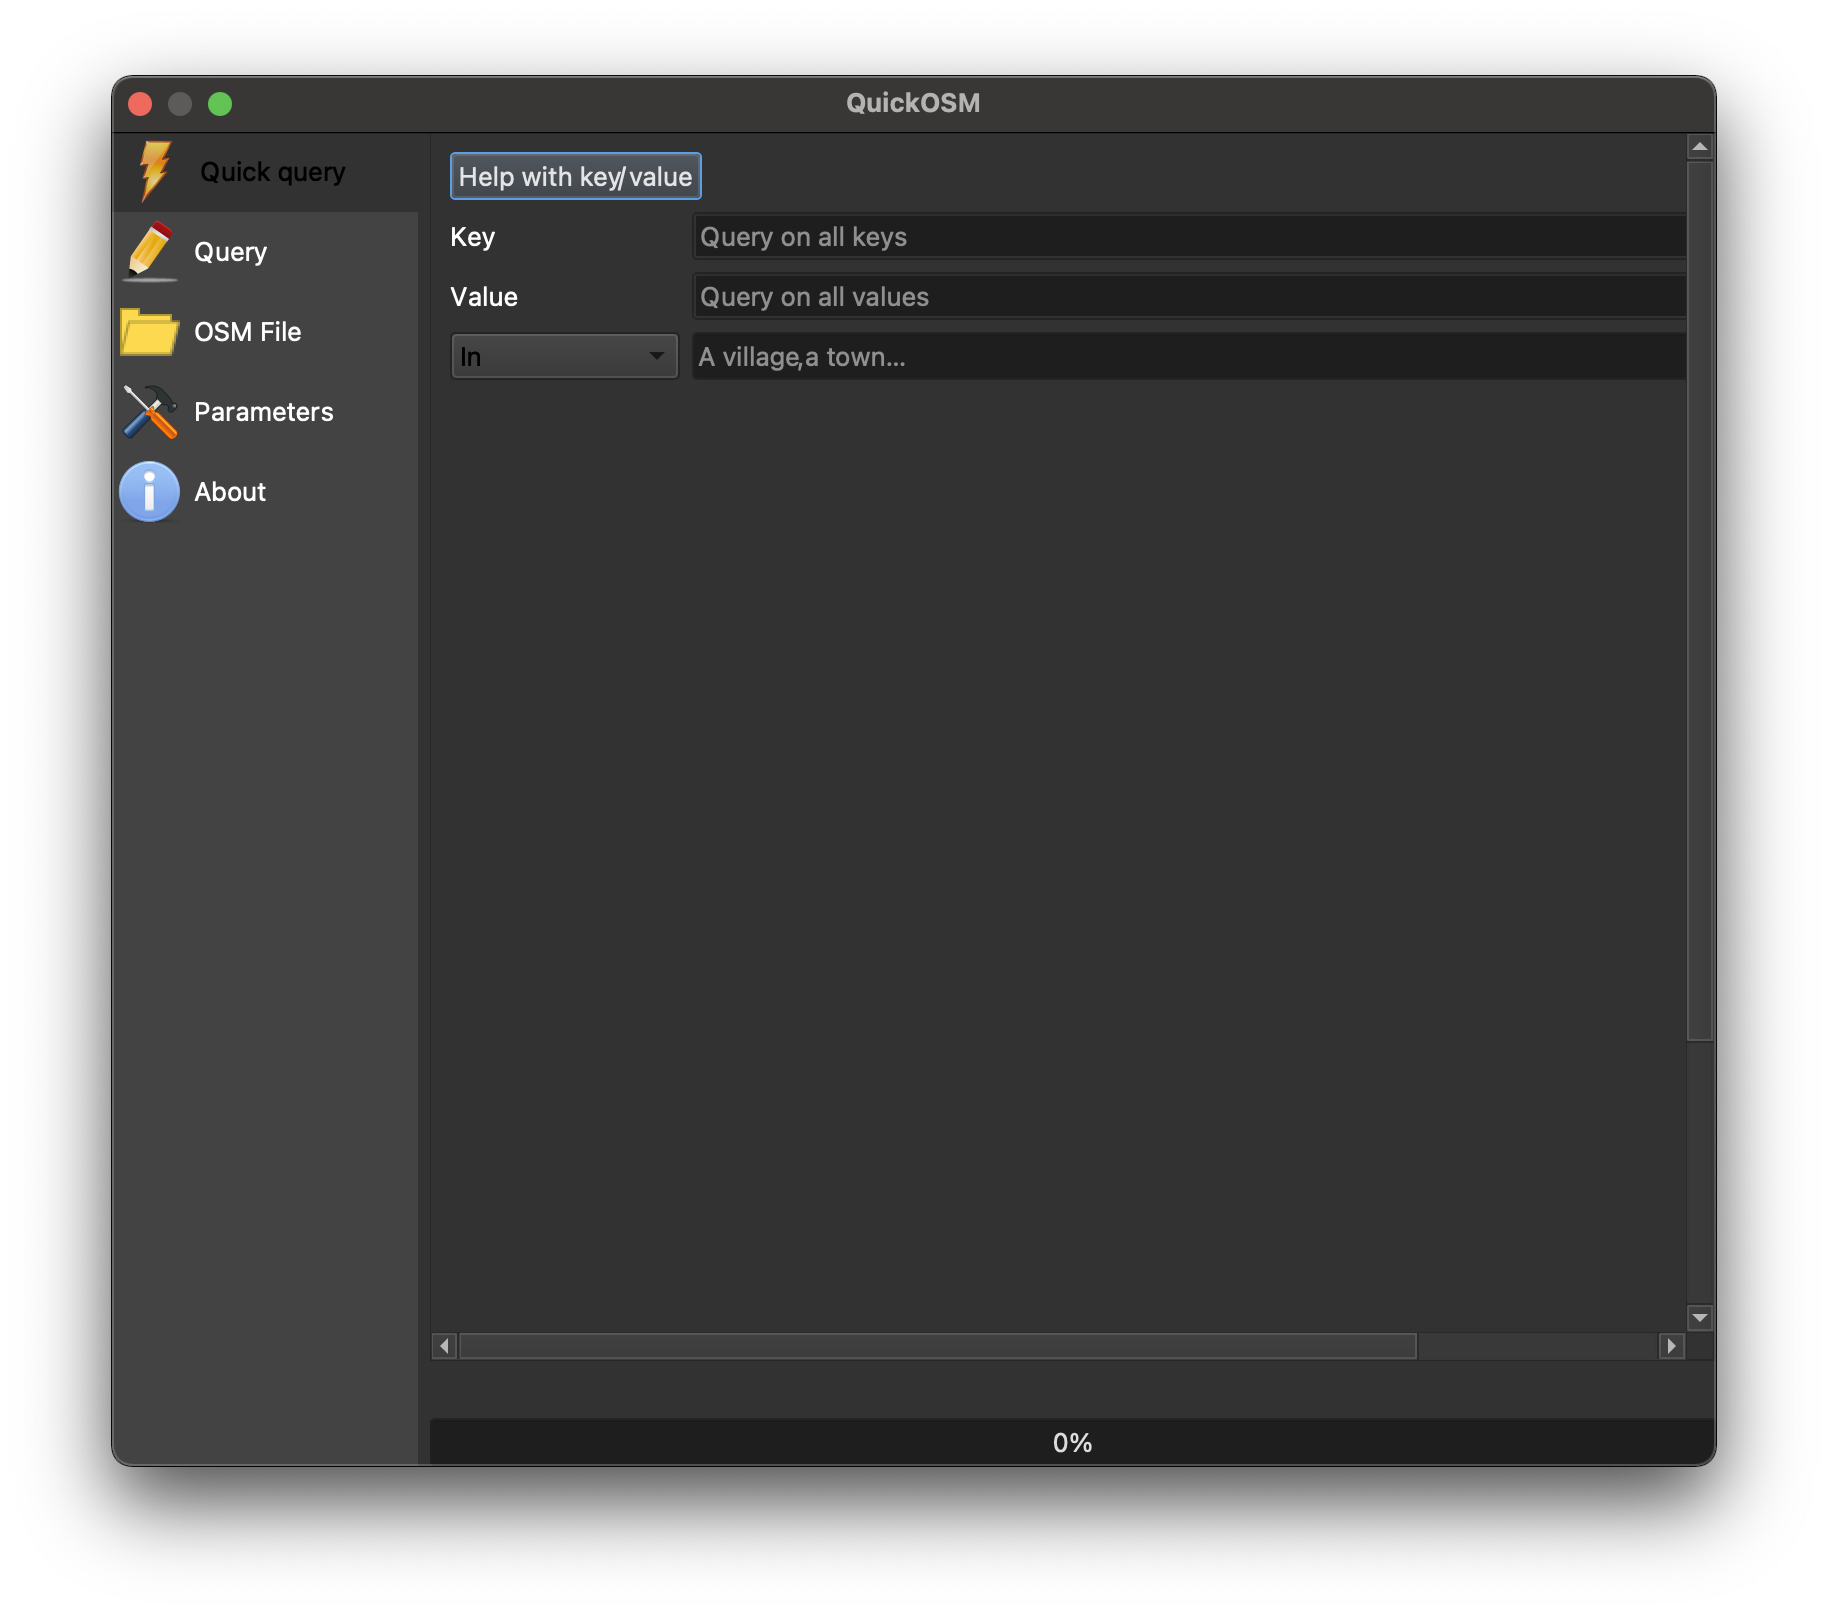 QuickOSM
Quick query
Query
OSM File
Parameters
About
Help with key/value
Key
Query on all keys
Value
Query on all values
In
A village,a town...
0%